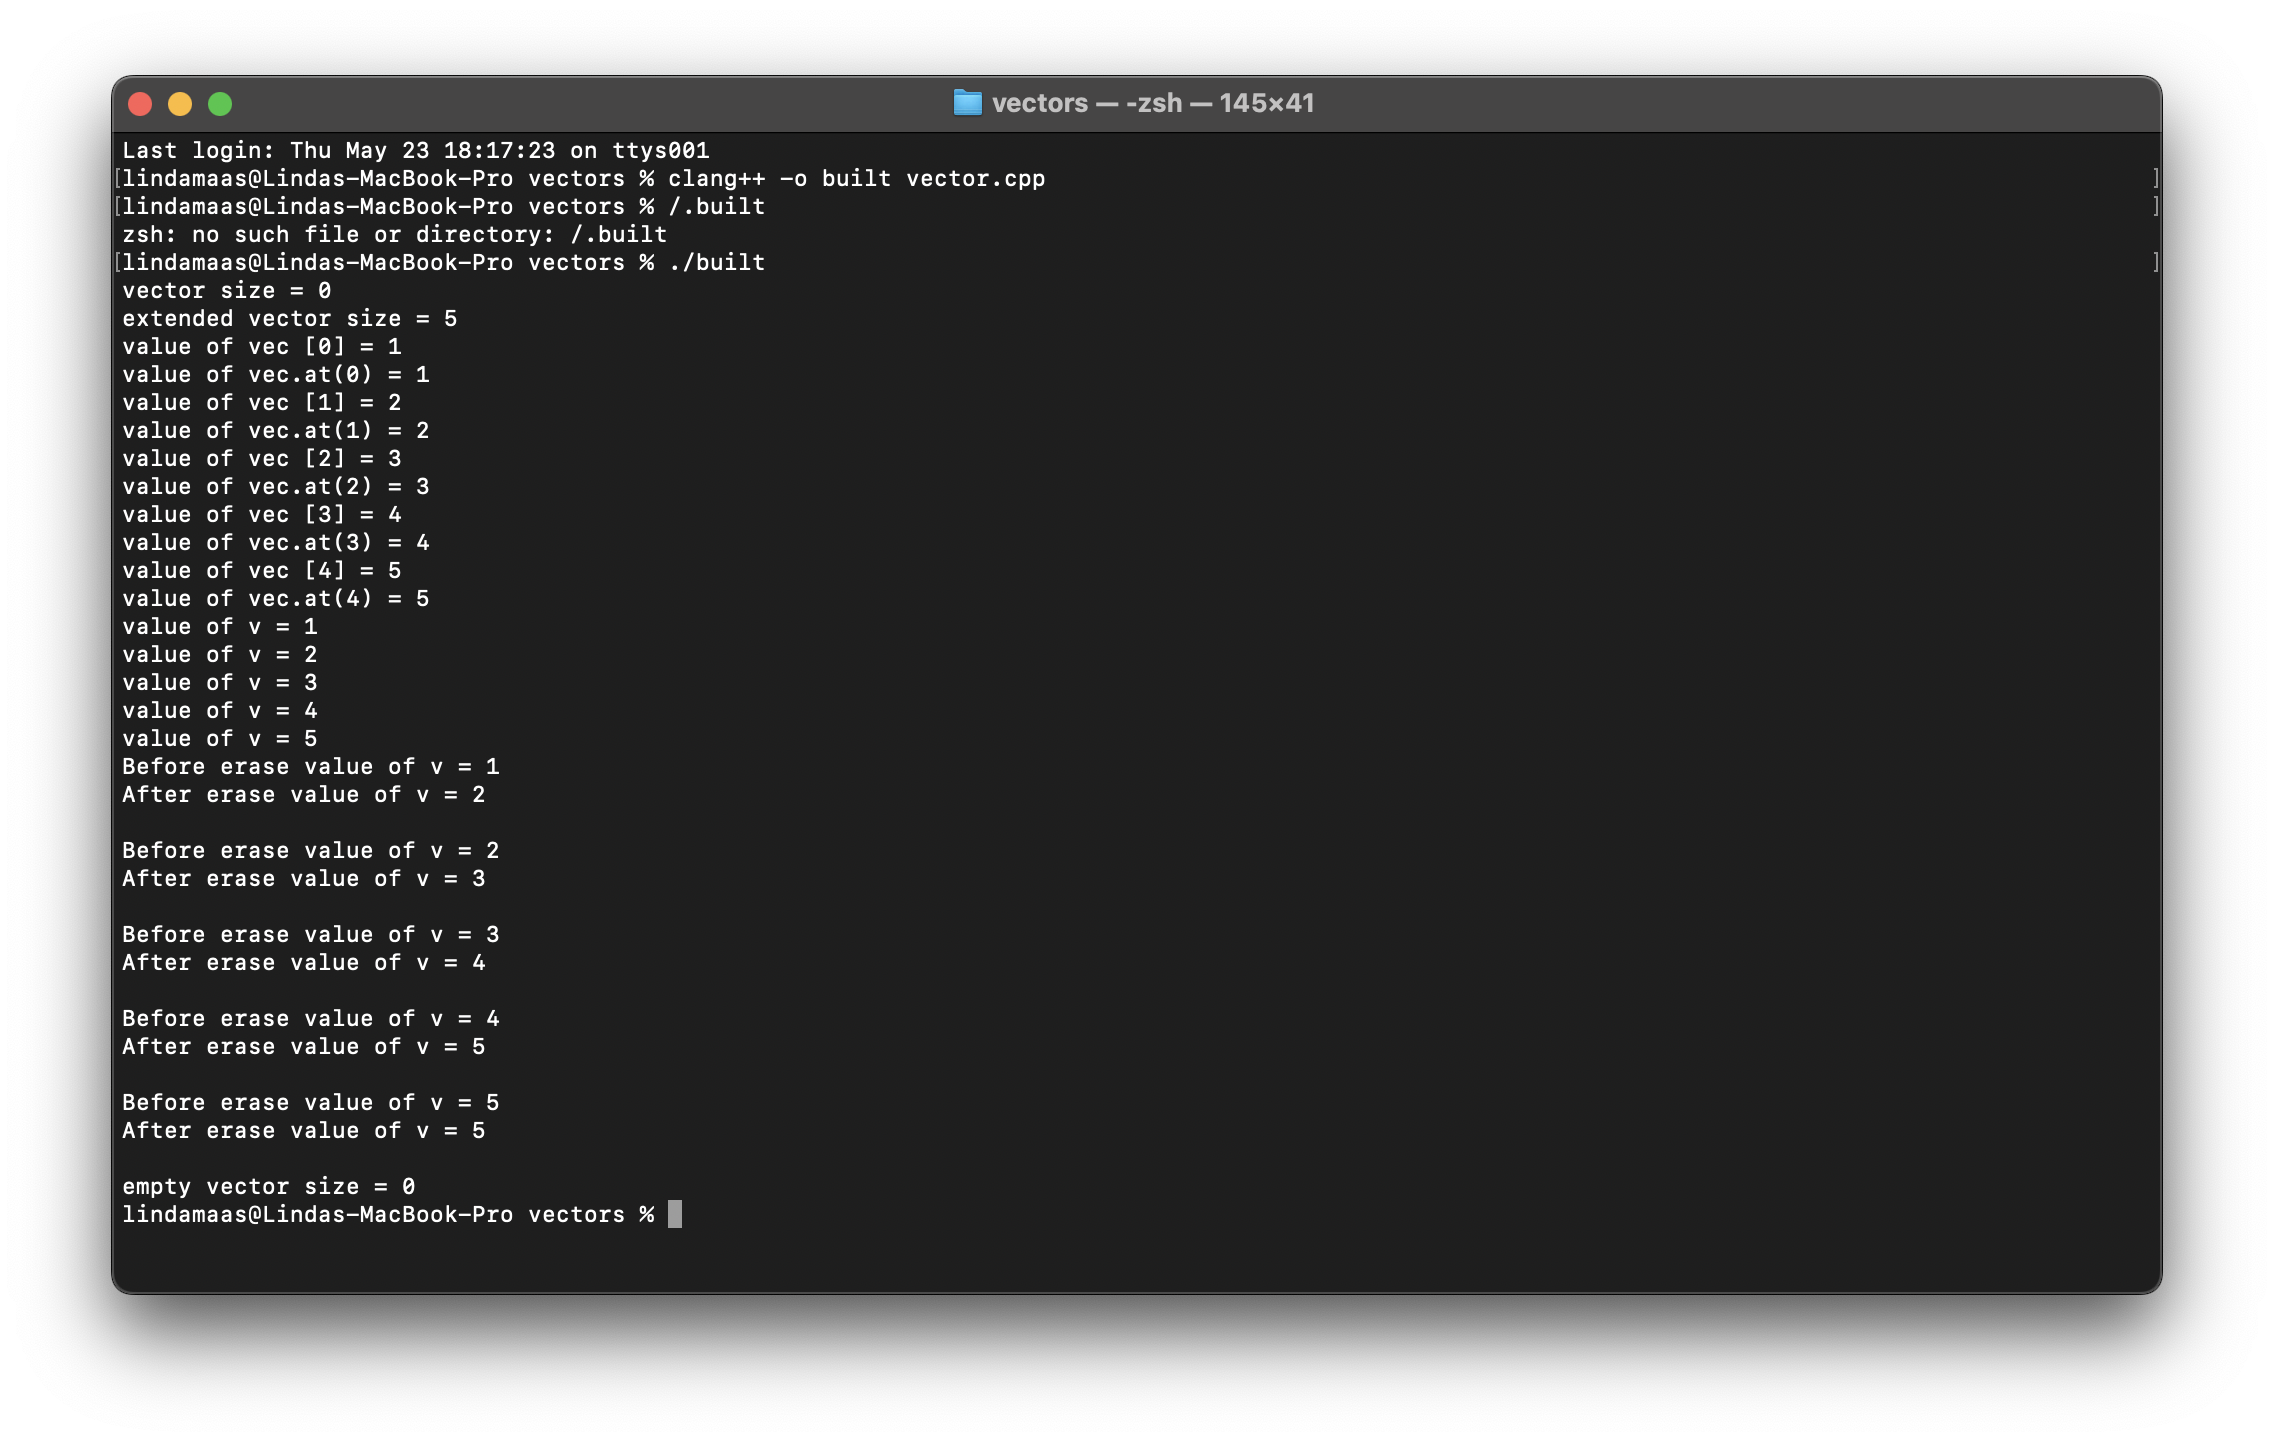 vectors — -zsh — 145×41
Last login: Thu May 23 18:17:23 on ttys001
[lindamaas@Lindas-MacBook-Pro vectors % clang++ -o built vector.cpp ]
[lindamaas@Lindas-MacBook-Pro vectors % /.built ]
zsh: no such file or directory: /.built
[lindamaas@Lindas-MacBook-Pro vectors % ./built ]
vector size = 0
extended vector size = 5
value of vec [0] = 1
value of vec.at(0) = 1
value of vec [1] = 2
value of vec.at(1) = 2
value of vec [2] = 3
value of vec.at(2) = 3
value of vec [3] = 4
value of vec.at(3) = 4
value of vec [4] = 5
value of vec.at(4) = 5
value of v = 1
value of v = 2
value of v = 3
value of v = 4
value of v = 5
Before erase value of v = 1
After erase value of v = 2
Before erase value of v = 2
After erase value of v = 3
Before erase value of v = 3
After erase value of v = 4
Before erase value of v = 4
After erase value of v = 5
Before erase value of v = 5
After erase value of v = 5
empty vector size = 0
lindamaas@Lindas-MacBook-Pro vectors %